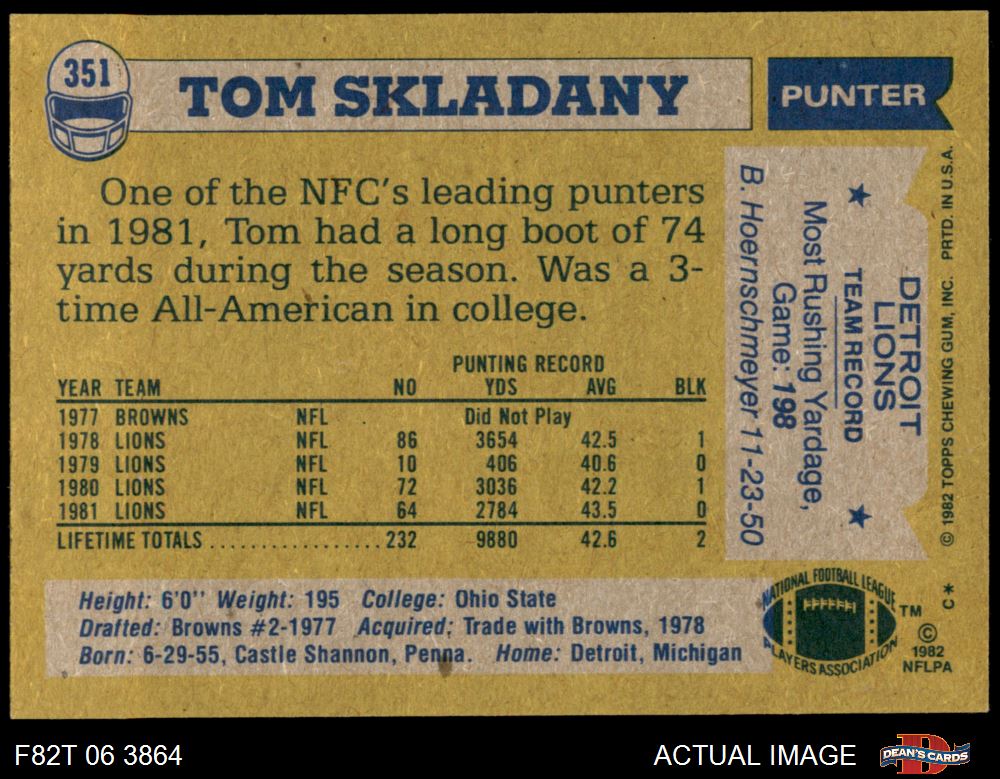 351
TOM SKLADANY
PUNTER
One of the NFC's leading punters
in 1981, Tom had a long boot of 74
yards during the season. Was a 3-
time All-American in college.
PUNTING RECORD
YEAR TEAM NO YDS AVG BLK
1977 BROWNS NFL Did Not Play
1978 LIONS NFL 86 3654 42.5 1
1979 LIONS NFL 10 406 40.6 0
1980 LIONS NFL 72 3036 42.2 1
1981 LIONS NFL 64 2784 43.5 0
LIFETIME TOTALS ..................... 232 9880 42.6 2
Height: 6'0" Weight: 195 College: Ohio State
Drafted: Browns #2-1977 Acquired: Trade with Browns, 1978
Born: 6-29-55, Castle Shannon, Penna. Home: Detroit, Michigan
DETROIT
LIONS
TEAM RECORD
Most Rushing Yardage,
Game: 198
B. Hoernschmeyer 11-23-50
© 1982 TOPPS CHEWING GUM, INC. PRTD. IN U.S.A.
C*
NATIONAL FOOTBALL LEAGUE
PLAYERS ASSOCIATION
TM
©
1982
NFLPA
F82T 06 3864
ACTUAL IMAGE
DEAN'S CARDS